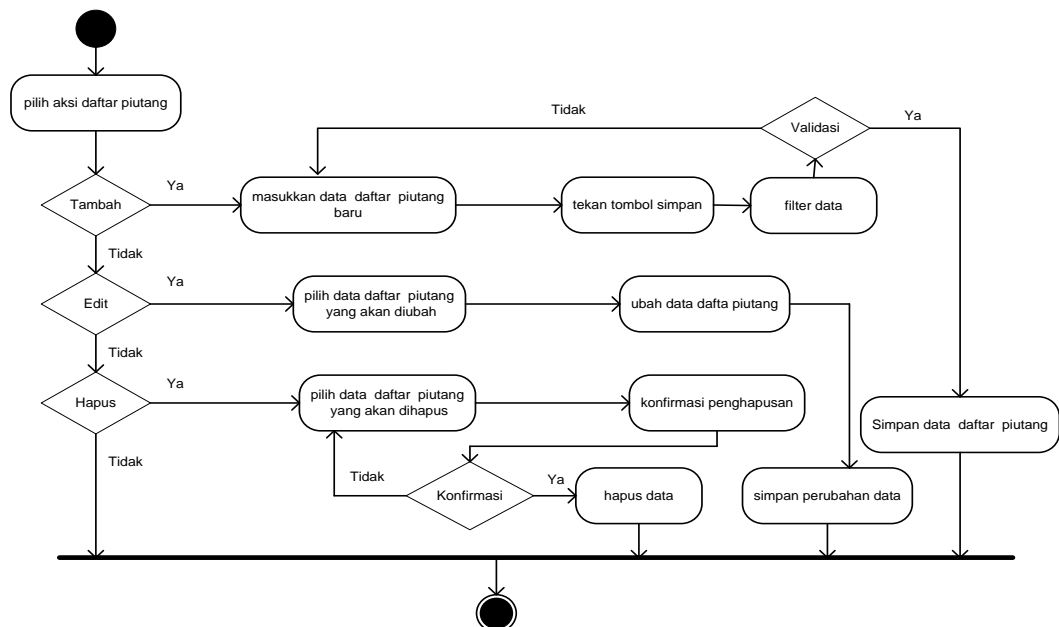 pilih aksi daftar piutang
Tidak
Validasi
Ya
Tambah
Ya
masukkan data daftar piutang
baru
tekan tombol simpan
filter data
Tidak
Edit
Ya
pilih data daftar piutang
yang akan diubah
ubah data dafta piutang
Tidak
Hapus
Ya
pilih data daftar piutang
yang akan dihapus
konfirmasi penghapusan
Simpan data daftar piutang
Tidak
Tidak
Konfirmasi
Ya
hapus data
simpan perubahan data